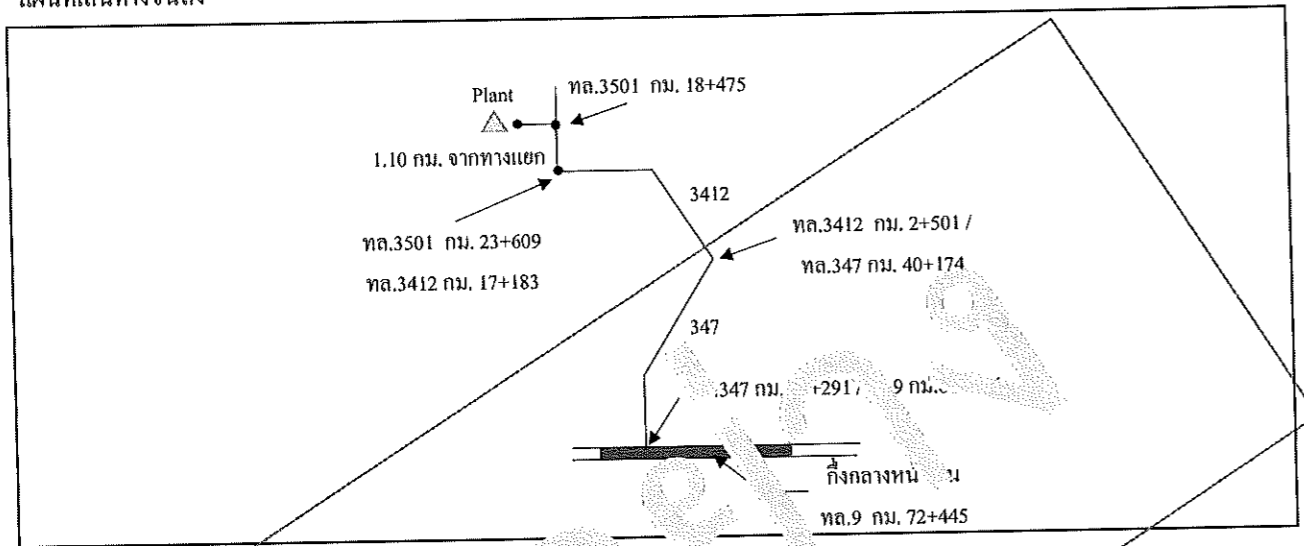 Plant
ทล.3501 กม. 18+475
1.10 กม. จากทางแยก
3412
ทล.3501 กม. 23+609
ทล.3412 กม. 17+183
ทล.3412 กม. 2+501 /
ทล.347 กม. 40+174
347
.347 กม. +291 / 9 กม.
กึ่งกลางหน่
ทล.9 กม. 72+445